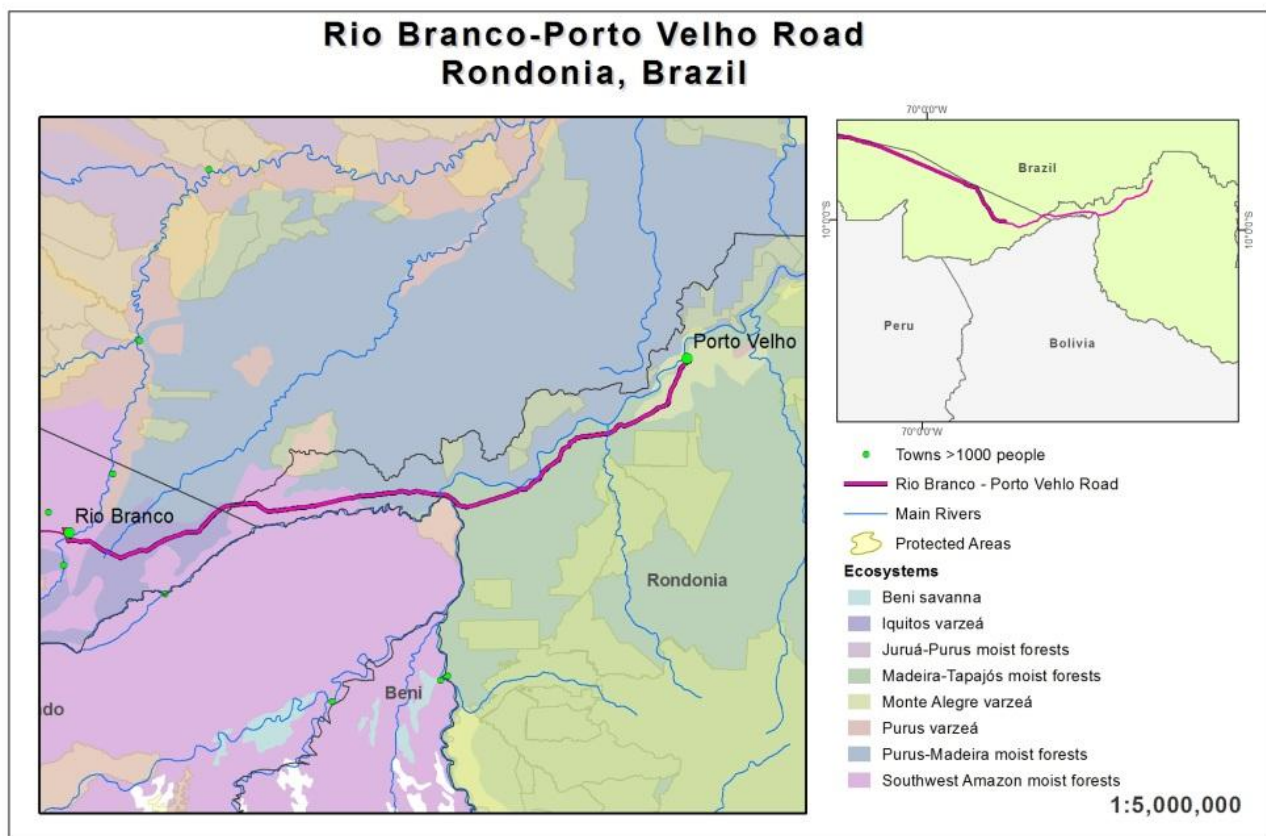 Rio Branco-Porto Velho Road
Rondonia, Brazil
Porto Velho
Rio Branco
Rondonia
Beni
ndo
70°0'0"W
Brazil
10°0'0"S
10°0'0"S
Peru
Bolivia
70°0'0"W
Towns >1000 people
Rio Branco - Porto Vehlo Road
Main Rivers
Protected Areas
Ecosystems
Beni savanna
Iquitos varzeá
Juruá-Purus moist forests
Madeira-Tapajós moist forests
Monte Alegre varzeá
Purus varzeá
Purus-Madeira moist forests
Southwest Amazon moist forests
1:5,000,000